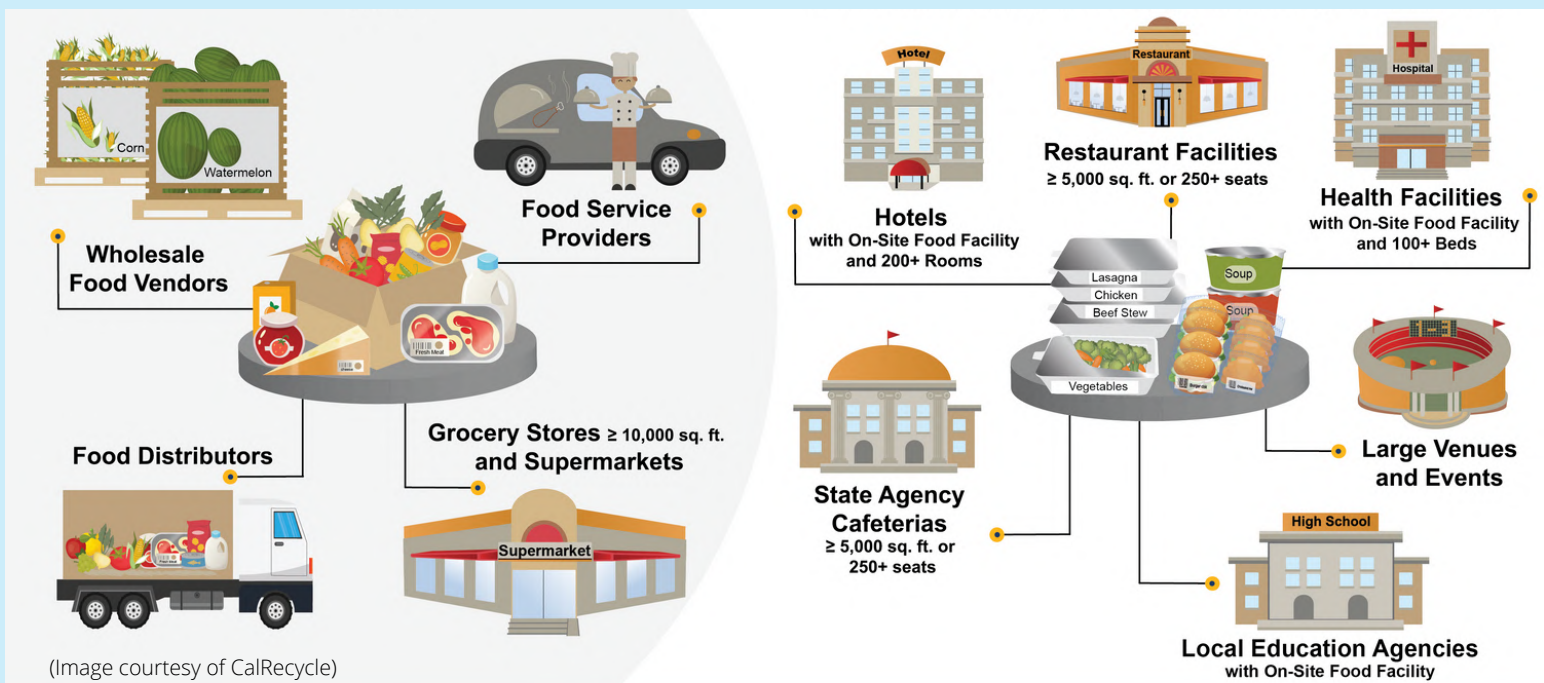 Corn
Watermelon
Wholesale
Food Vendors
Food Service
Providers
Fresh Meat
cheese
Food Distributors
Grocery Stores ≥ 10,000 sq. ft.
and Supermarkets
Supermarket
(Image courtesy of CalRecycle)
Hotel
Hotels
with On-Site Food Facility
and 200+ Rooms
Restaurant
Restaurant Facilities
≥ 5,000 sq. ft. or 250+ seats
Hospital
Health Facilities
with On-Site Food Facility
and 100+ Beds
Lasagna
Chicken
Beef Stew
Vegetables
Soup
Soup
State Agency
Cafeterias
≥ 5,000 sq. ft. or
250+ seats
Large Venues
and Events
High School
Local Education Agencies
with On-Site Food Facility